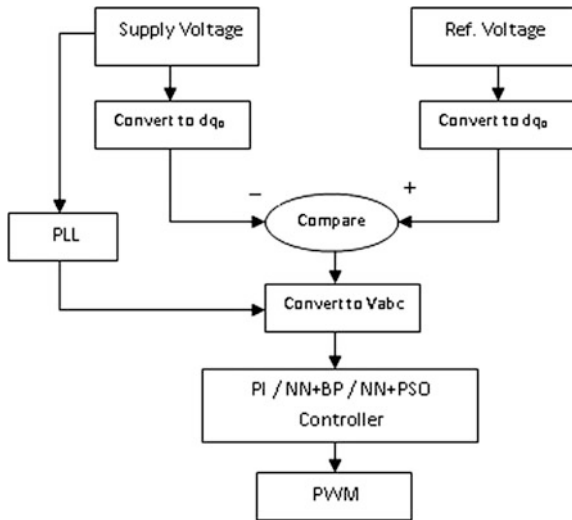 Supply Voltage
Ref. Voltage
Convert to dq₀
Convert to dq₀
−
+
Compare
PLL
Convert to Vabc
PI / NN+BP / NN+PSO
Controller
PWM